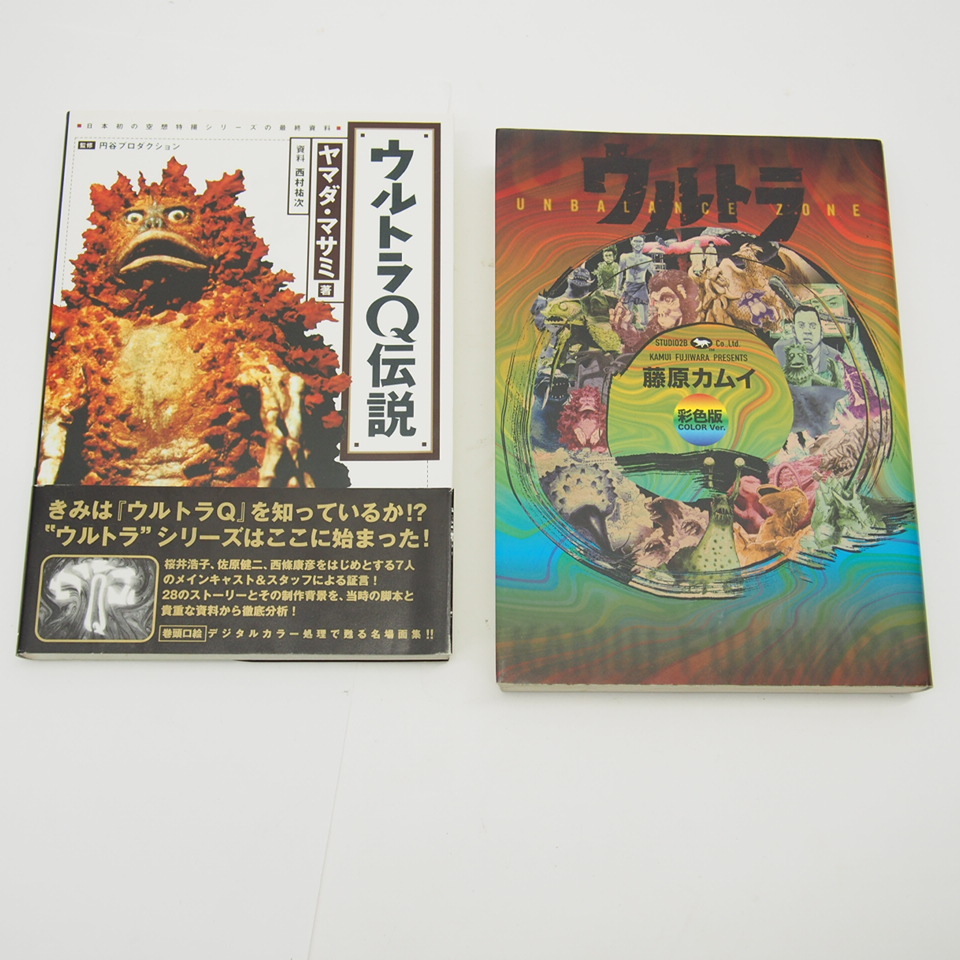 ■日本初の空想特撮シリーズの最終資料■
監修 円谷プロダクション
ウルトラQ伝説
ヤマダ・マサミ 著
資料 西村祐次
きみは『ウルトラQ』を知っているか!?
“ウルトラ”シリーズはここに始まった!
桜井浩子、佐原健二、西條康彦をはじめとする7人
のメインキャスト&スタッフによる証言!
28のストーリーとその制作背景を、当時の脚本と
貴重な資料から徹底分析!
巻頭口絵 デジタルカラー処理で甦る名場面集!!
ウルトラ
UNBALANCE ZONE
STUDIO2B Co.,Ltd.
KAMUI FUJIWARA PRESENTS
藤原カムイ
彩色版
COLOR Ver.
KAMUI FUJIWARA